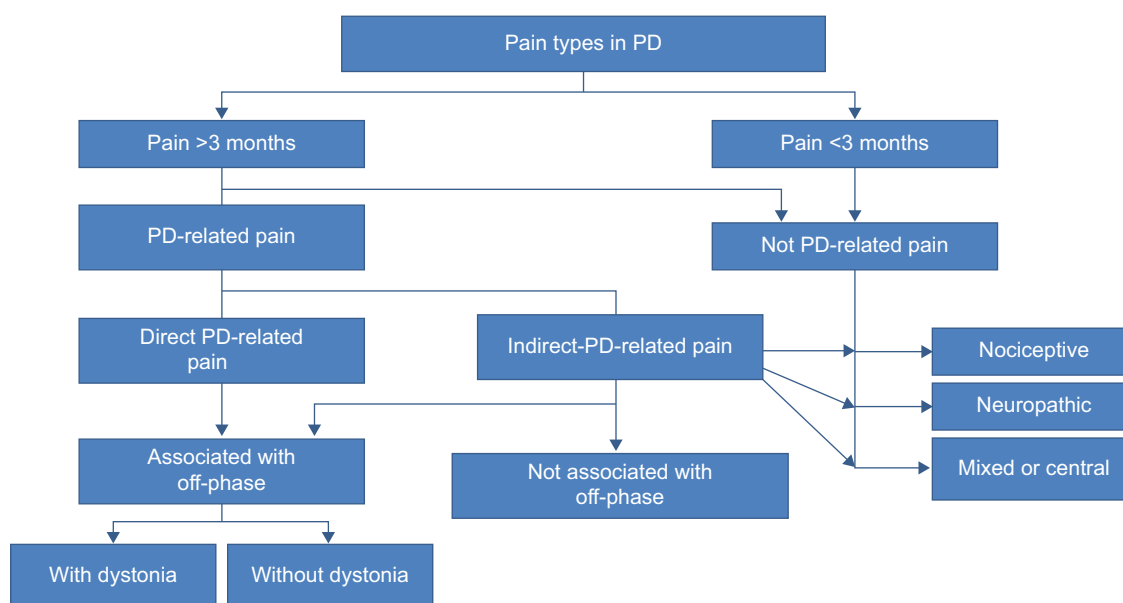 Pain types in PD
Pain >3 months
Pain <3 months
PD-related pain
Not PD-related pain
Direct PD-related
pain
Indirect-PD-related pain
Nociceptive
Neuropathic
Mixed or central
Associated with
off-phase
Not associated with
off-phase
With dystonia
Without dystonia